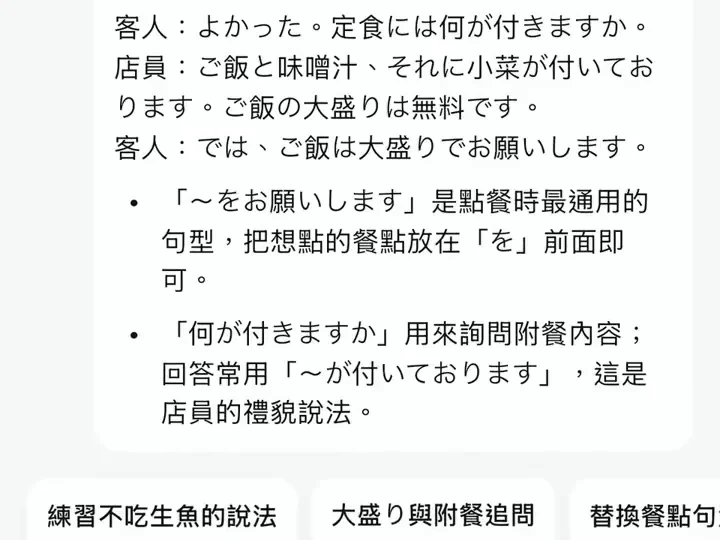 客人：よかった。定食には何が付きますか。
店員：ご飯と味噌汁、それに小菜が付いてお
ります。ご飯の大盛りは無料です。
客人：では、ご飯は大盛りでお願いします。
• 「～をお願いします」是點餐時最通用的
句型，把想點的餐點放在「を」前面即
可。
• 「何が付きますか」用來詢問附餐內容；
回答常用「～が付いております」，這是
店員的禮貌說法。
練習不吃生魚的說法
大盛り與附餐追問
替換餐點句